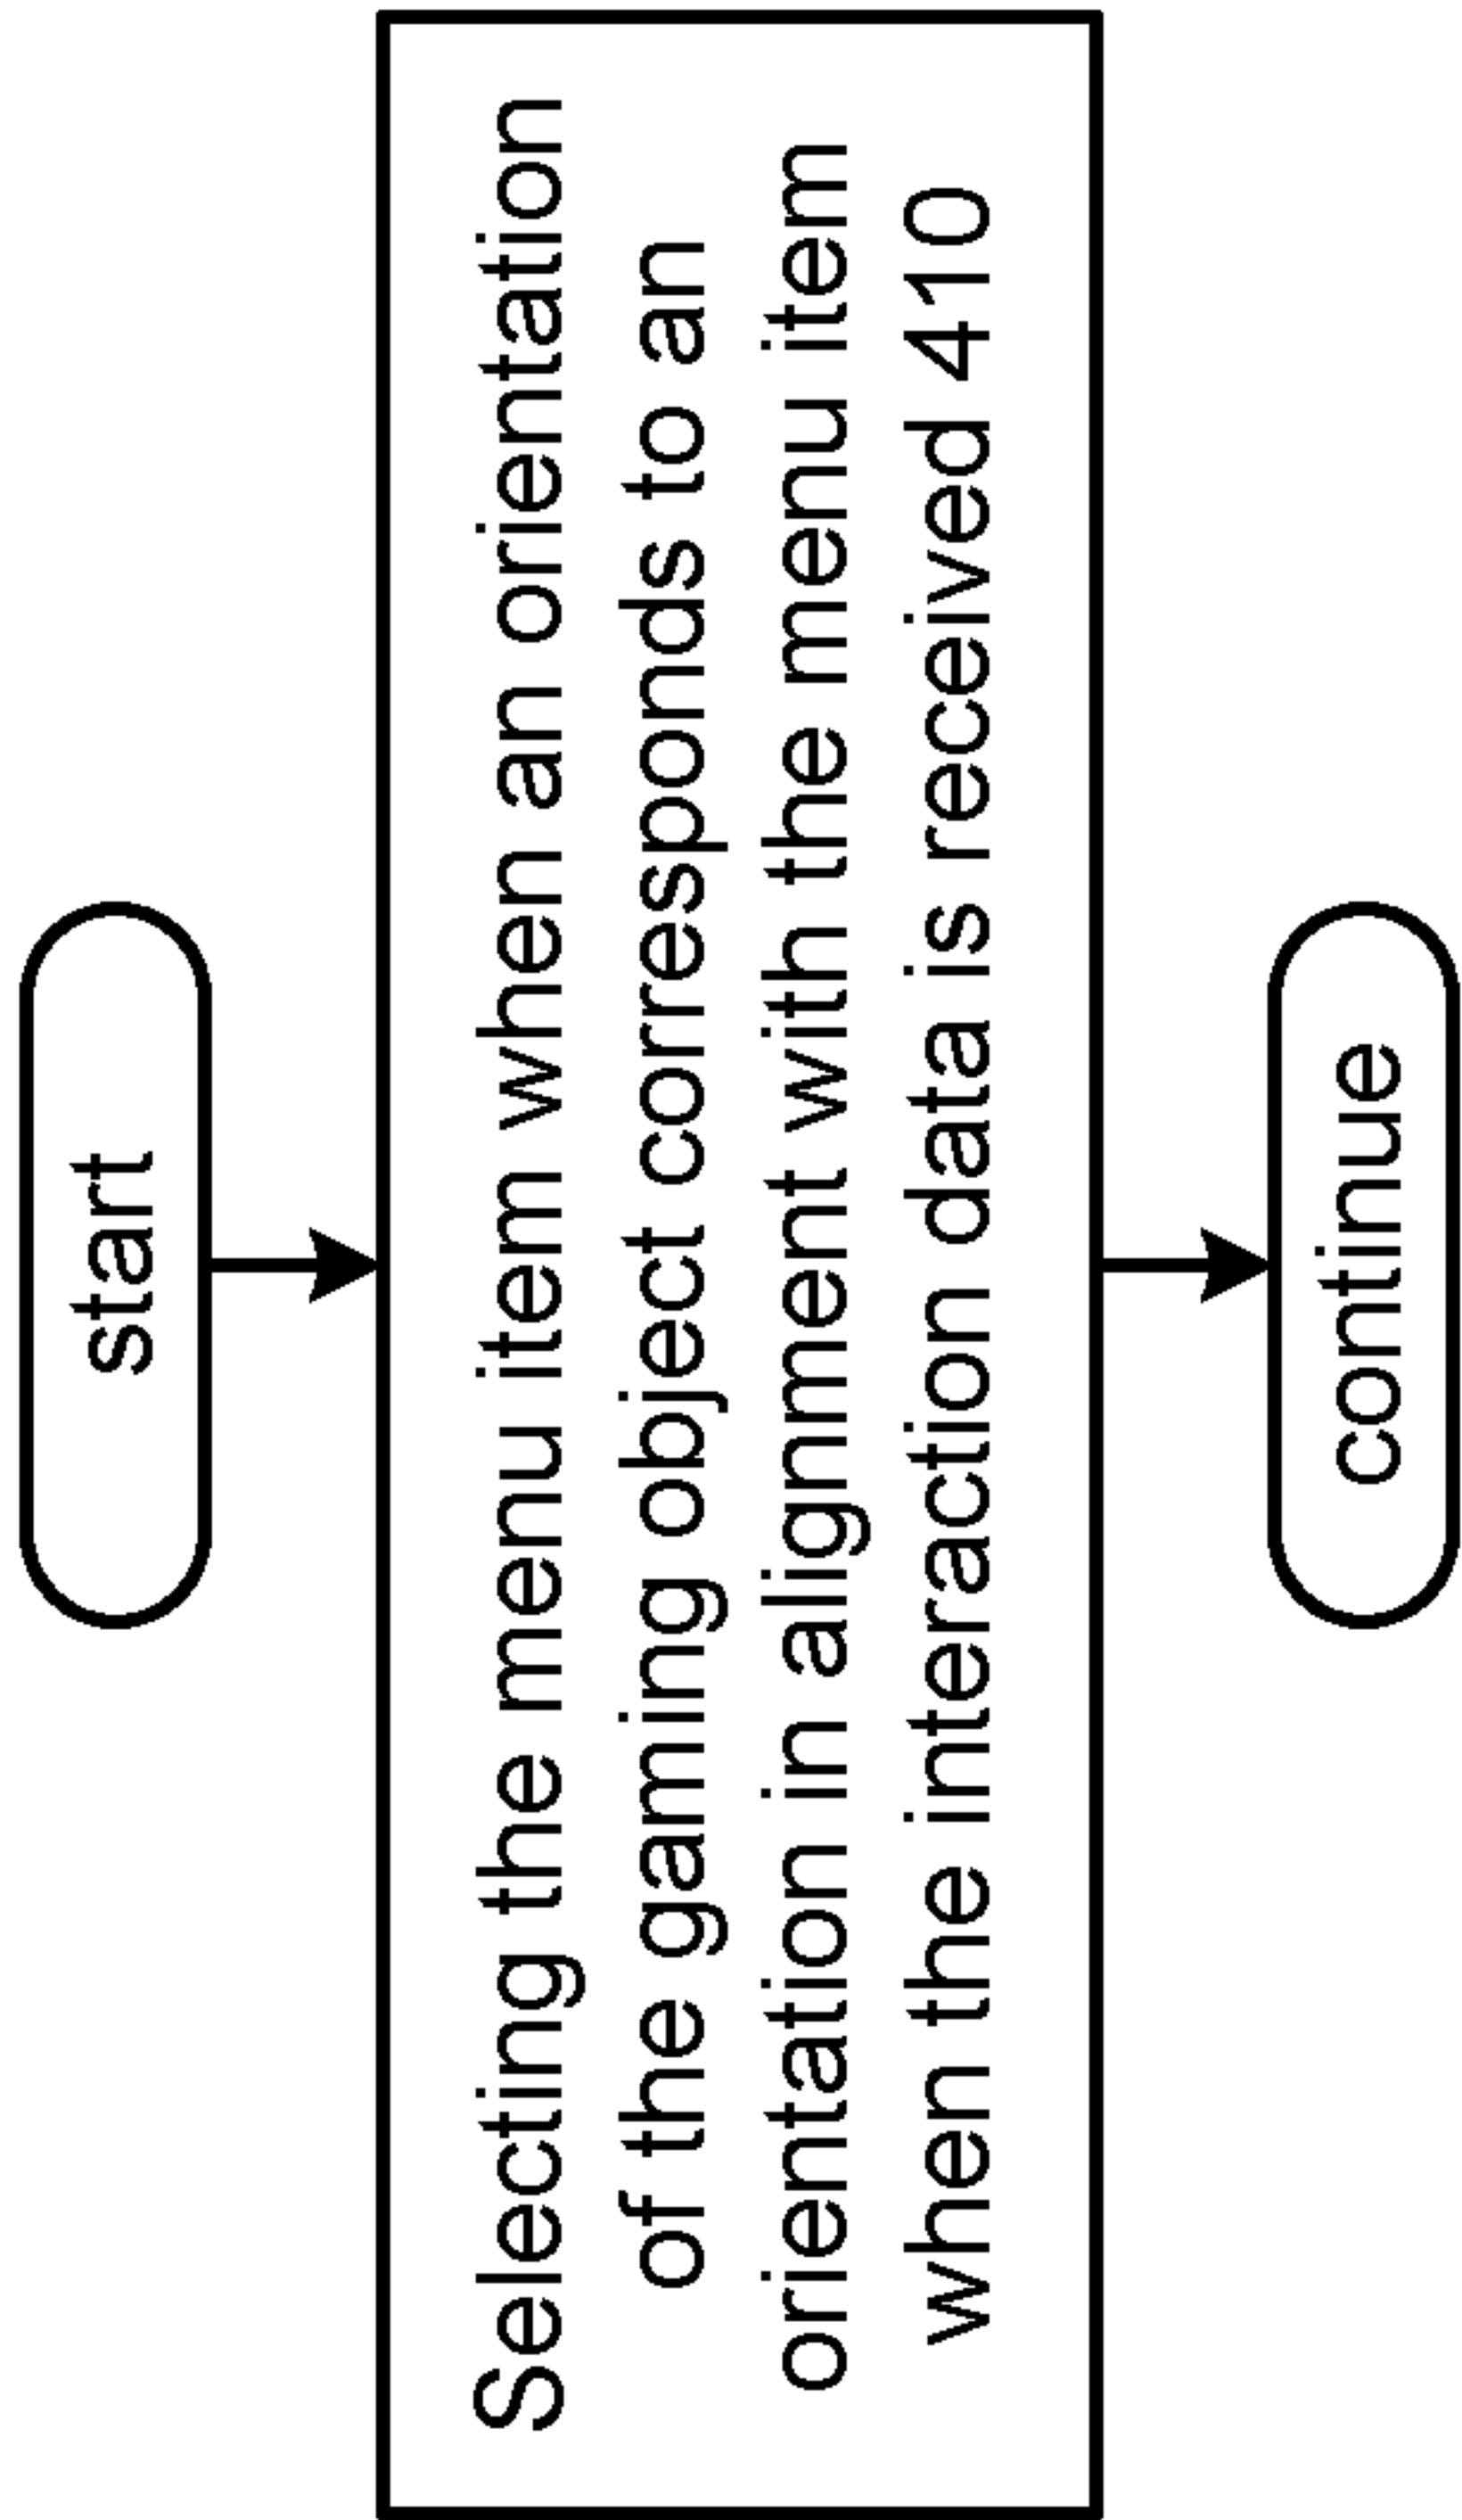 start
Selecting the menu item when an orientation
of the gaming object corresponds to an
orientation in alignment with the menu item
when the interaction data is received 410
continue